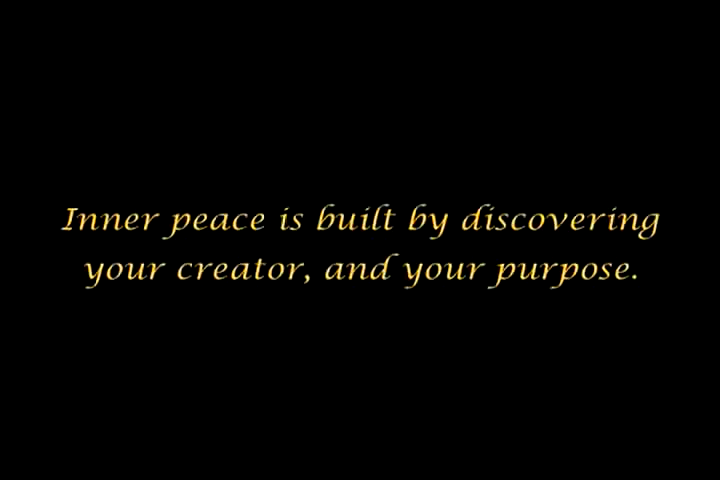 Inner peace is built by discovering
your creator, and your purpose.